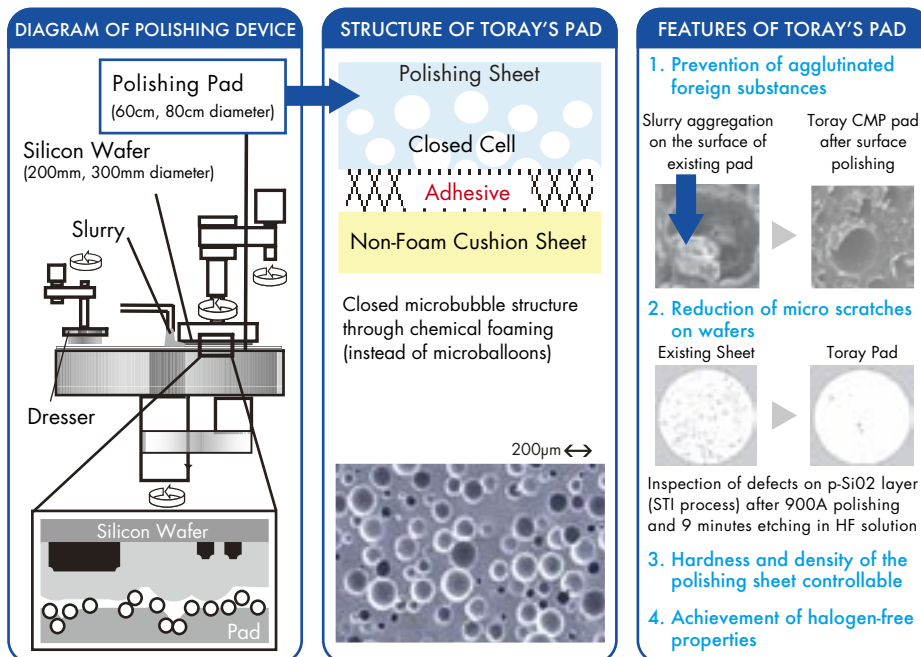 DIAGRAM OF POLISHING DEVICE
Polishing Pad
(60cm, 80cm diameter)
Silicon Wafer
(200mm, 300mm diameter)
Slurry
Dresser
Silicon Wafer
Pad
STRUCTURE OF TORAY'S PAD
Polishing Sheet
Closed Cell
Adhesive
Non-Foam Cushion Sheet
Closed microbubble structure
through chemical foaming
(instead of microballoons)
200µm
FEATURES OF TORAY'S PAD
1. Prevention of agglutinated
foreign substances
Slurry aggregation
on the surface of
existing pad
Toray CMP pad
after surface
polishing
2. Reduction of micro scratches
on wafers
Existing Sheet
Toray Pad
Inspection of defects on p-Si02 layer
(STI process) after 900A polishing
and 9 minutes etching in HF solution
3. Hardness and density of the
polishing sheet controllable
4. Achievement of halogen-free
properties